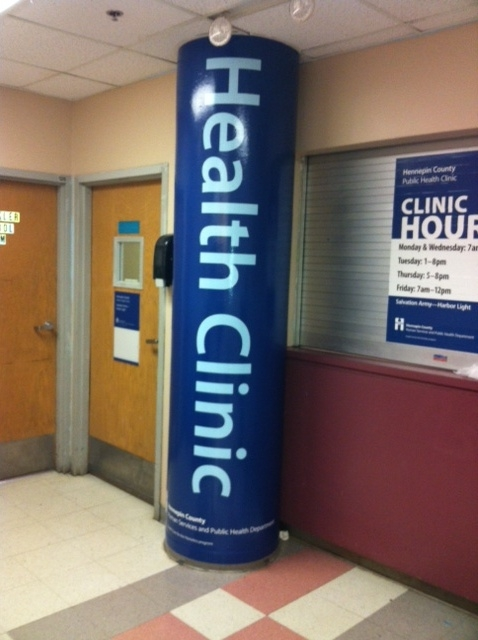 Health Clinic
Hennepin County
Human Services and Public Health Department
Hennepin County
Public Health Clinic
CLINIC
HOUR
Monday & Wednesday: 7a
Tuesday: 1–8pm
Thursday: 5–8pm
Friday: 7am–12pm
Salvation Army—Harbor Light
Hennepin County
Human Services and Public Health Department